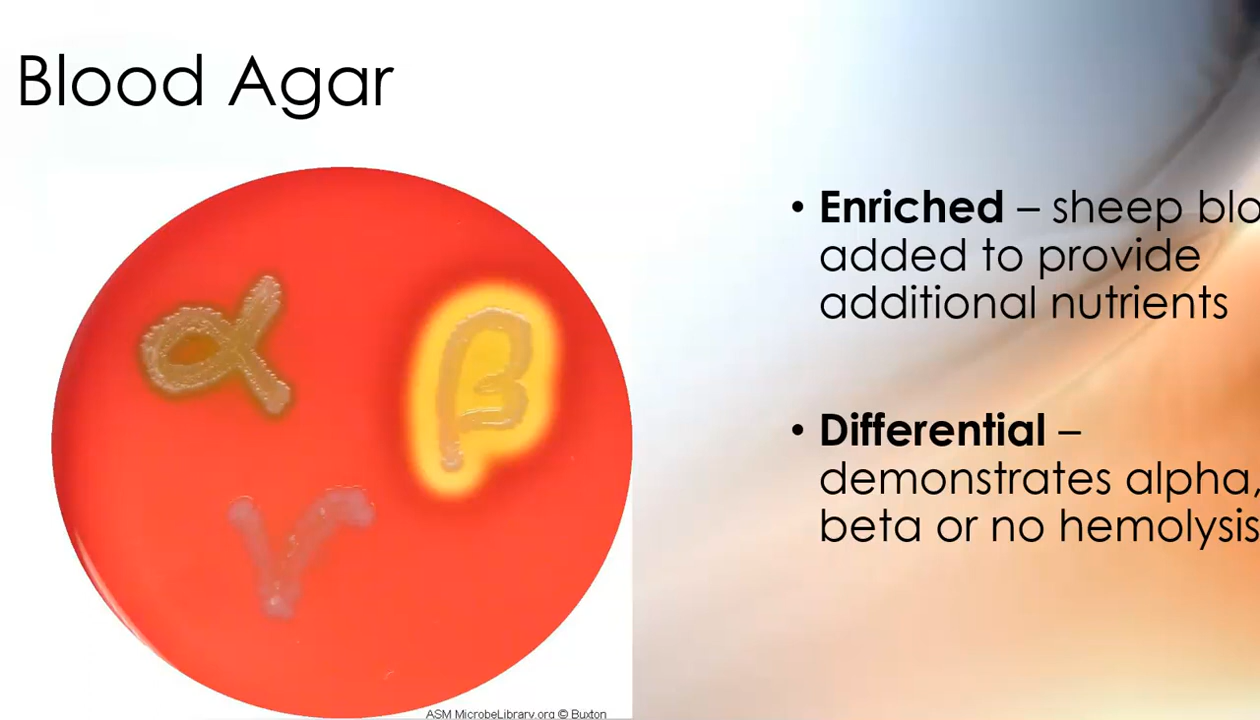 Blood Agar
• Enriched – sheep blo
added to provide
additional nutrients
• Differential –
demonstrates alpha,
beta or no hemolysis
α
β
γ
ASM MicrobeLibrary.org © Buxton